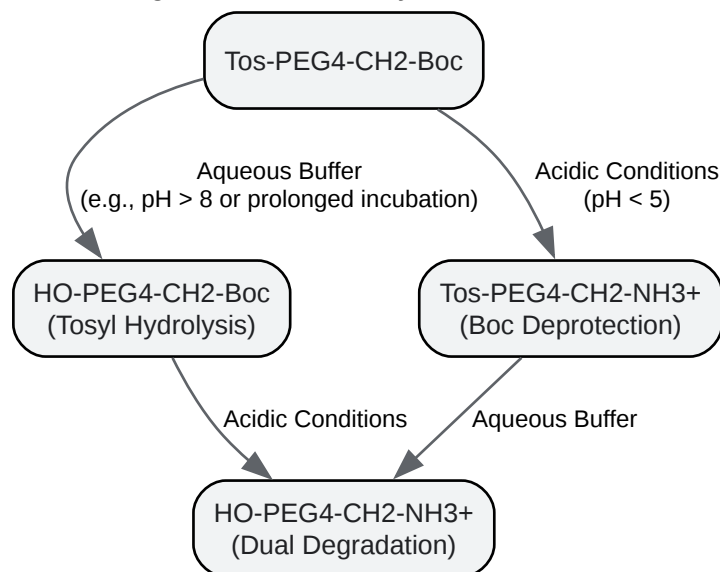 Tos-PEG4-CH2-Boc
Aqueous Buffer
(e.g., pH > 8 or prolonged incubation)
Acidic Conditions
(pH < 5)
HO-PEG4-CH2-Boc
(Tosyl Hydrolysis)
Tos-PEG4-CH2-NH3+
(Boc Deprotection)
Acidic Conditions
Aqueous Buffer
HO-PEG4-CH2-NH3+
(Dual Degradation)